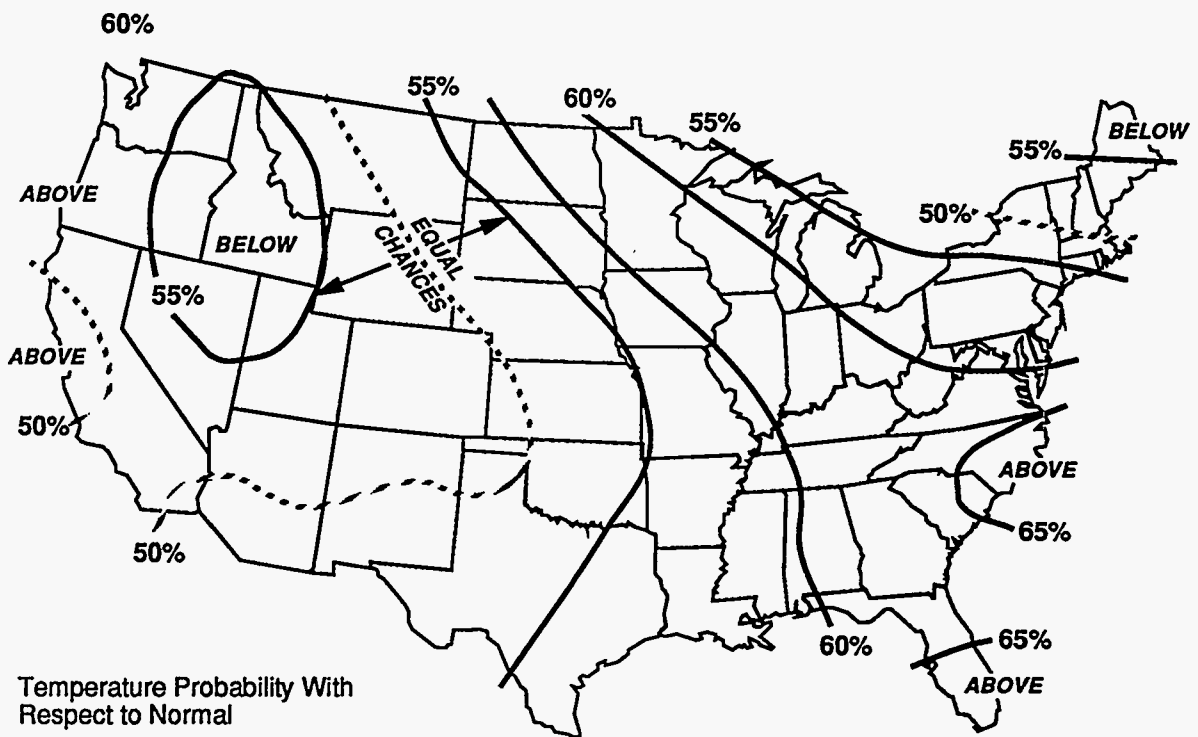 60%
55%
60%
55%
BELOW
55%
ABOVE
50%
BELOW
EQUAL
CHANCES
55%
ABOVE
50%
ABOVE
50%
65%
60%
65%
ABOVE
Temperature Probability With
Respect to Normal